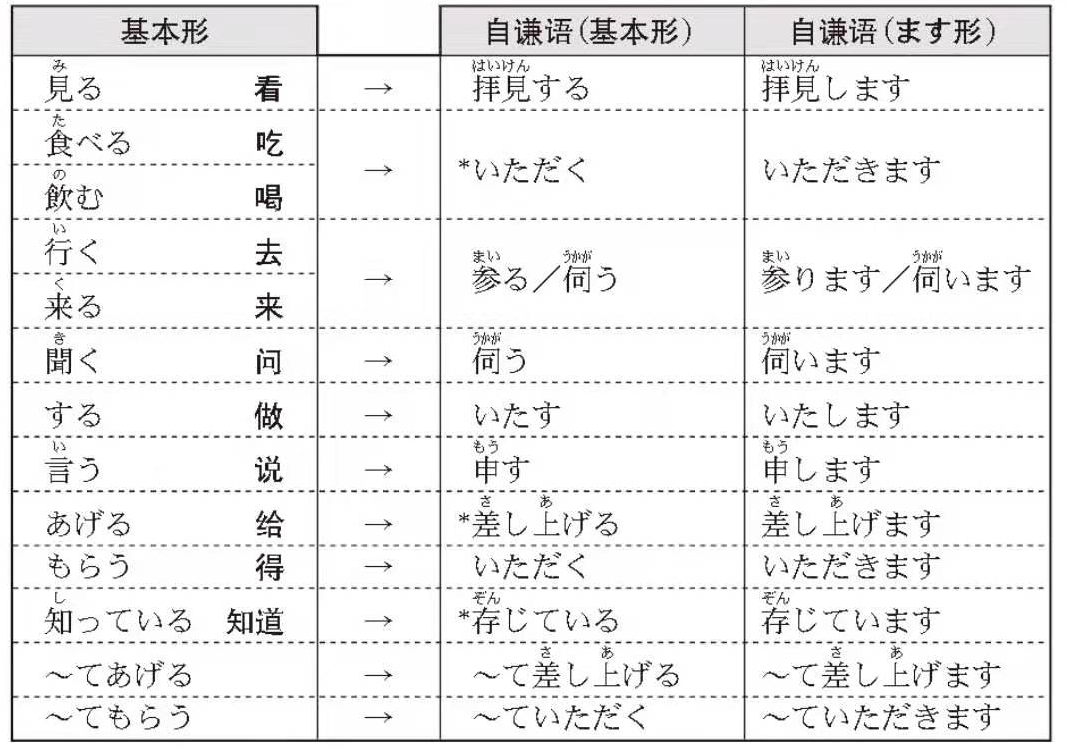 基本形 自谦语(基本形) 自谦语(ます形)
み はいけん はいけん
見る 看 → 拝見する 拝見します
た
食べる 吃
→ *いただく いただきます
の
飲む 喝
い
行く 去
まい うかが まい うかが
→ 参る／伺う 参ります／伺います
く
来る 来
き うかが うかが
聞く 问 → 伺う 伺います
する 做 → いたす いたします
い もう もう
言う 说 → 申す 申します
さ あ さ あ
あげる 给 → *差し上げる 差し上げます
もらう 得 → いただく いただきます
し ぞん ぞん
知っている 知道 → *存じている 存じています
さ あ さ あ
～てあげる → ～て差し上げる ～て差し上げます
～てもらう → ～ていただく ～ていただきます